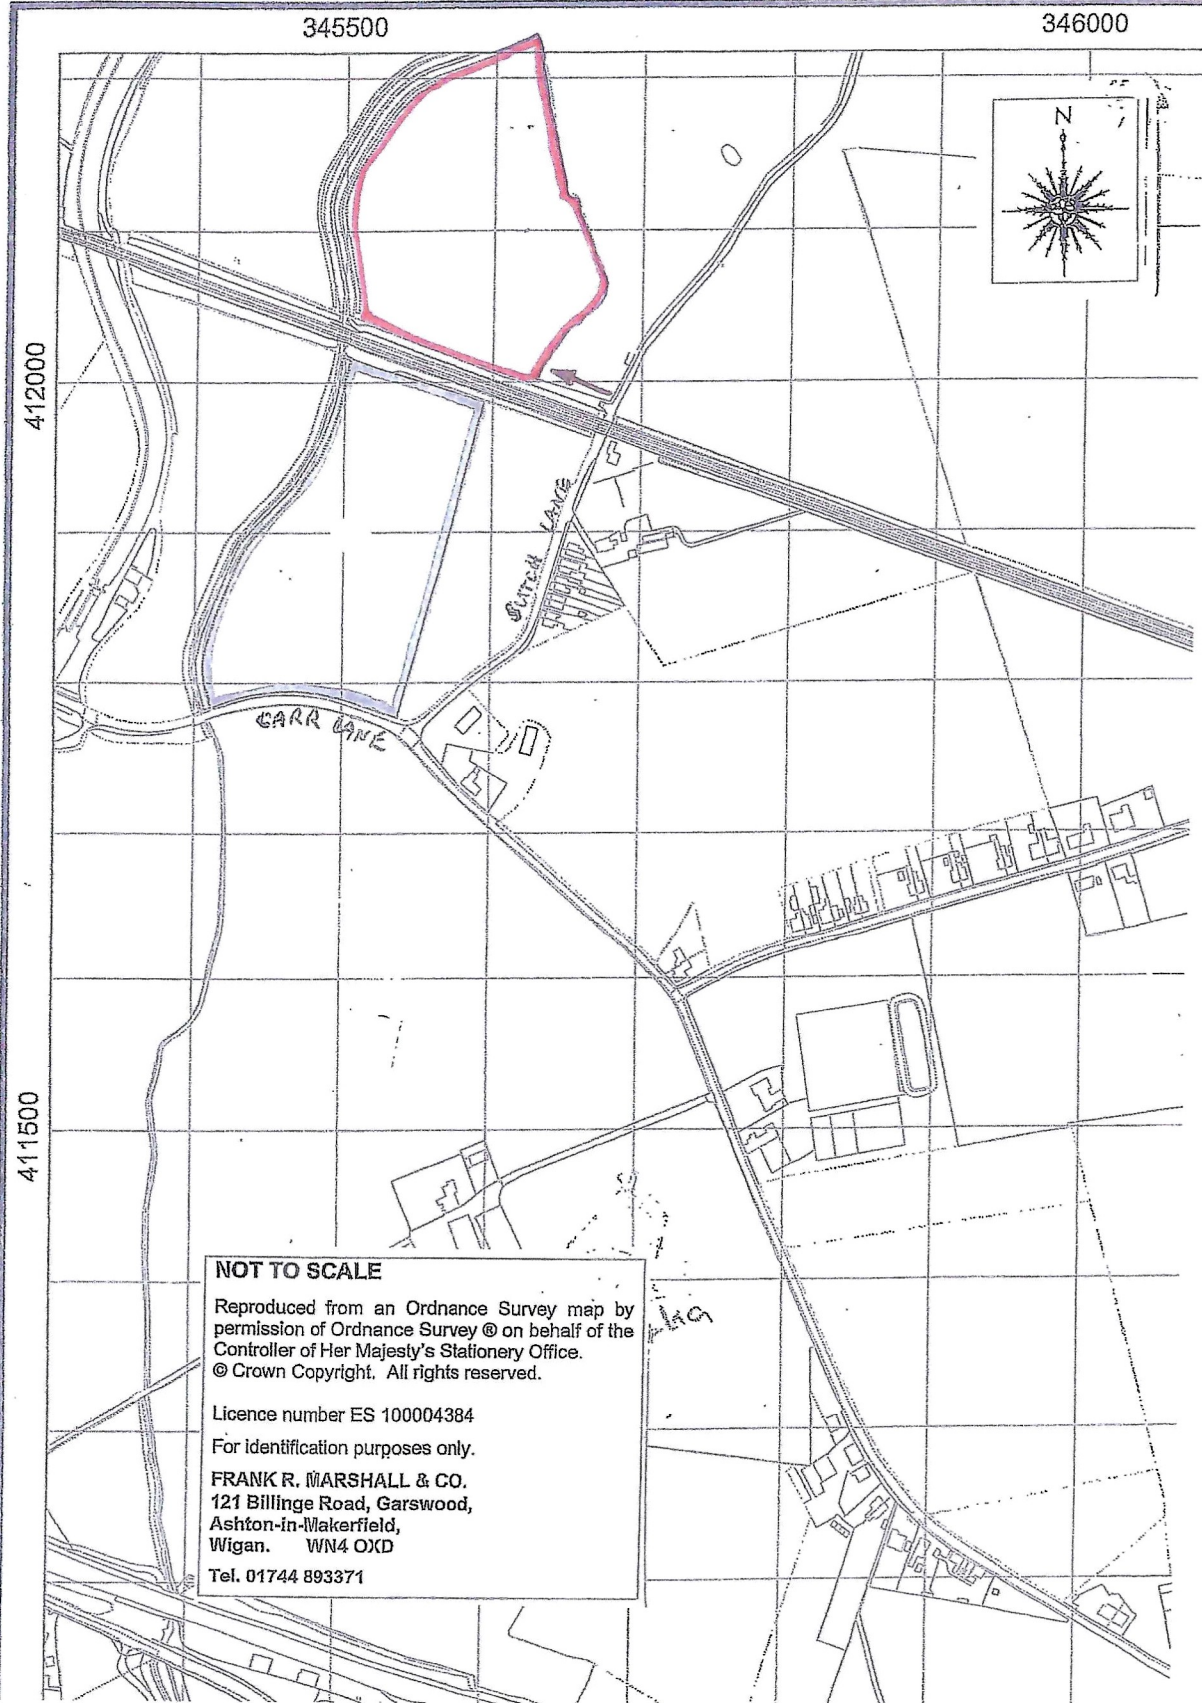 345500
346000
N
412000
SUTCH LANE
CARR LANE
411500
NOT TO SCALE
Reproduced from an Ordnance Survey map by
permission of Ordnance Survey ® on behalf of the
Controller of Her Majesty's Stationery Office.
© Crown Copyright. All rights reserved.
Licence number ES 100004384
For identification purposes only.
FRANK R. MARSHALL & CO.
121 Billinge Road, Garswood,
Ashton-in-Makerfield,
Wigan. WN4 OXD
Tel. 01744 893371